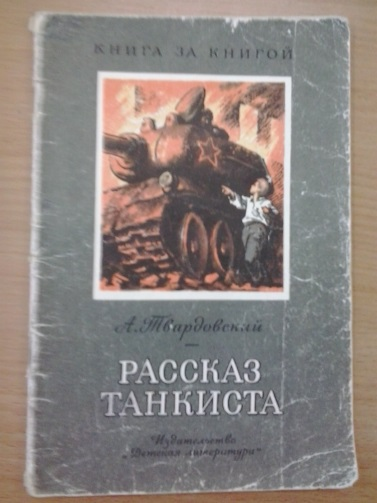 КНИГА ЗА КНИГОЙ
А. Твардовский
РАССКАЗ
ТАНКИСТА
Издательство
„Детская литература“